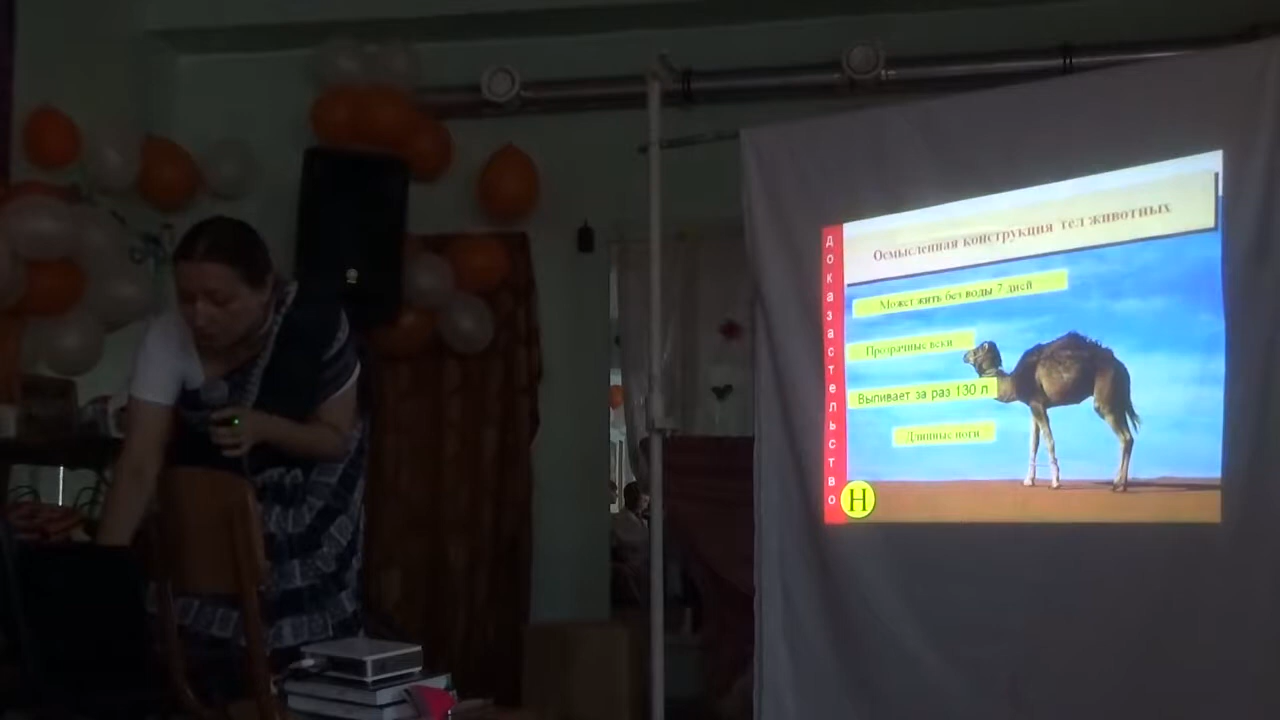 Осмысленная конструкция тел животных
Может жить без воды 7 дней
Прозрачные веки
Выпивает за раз 130 л
Длинные ноги
доказательство
Н